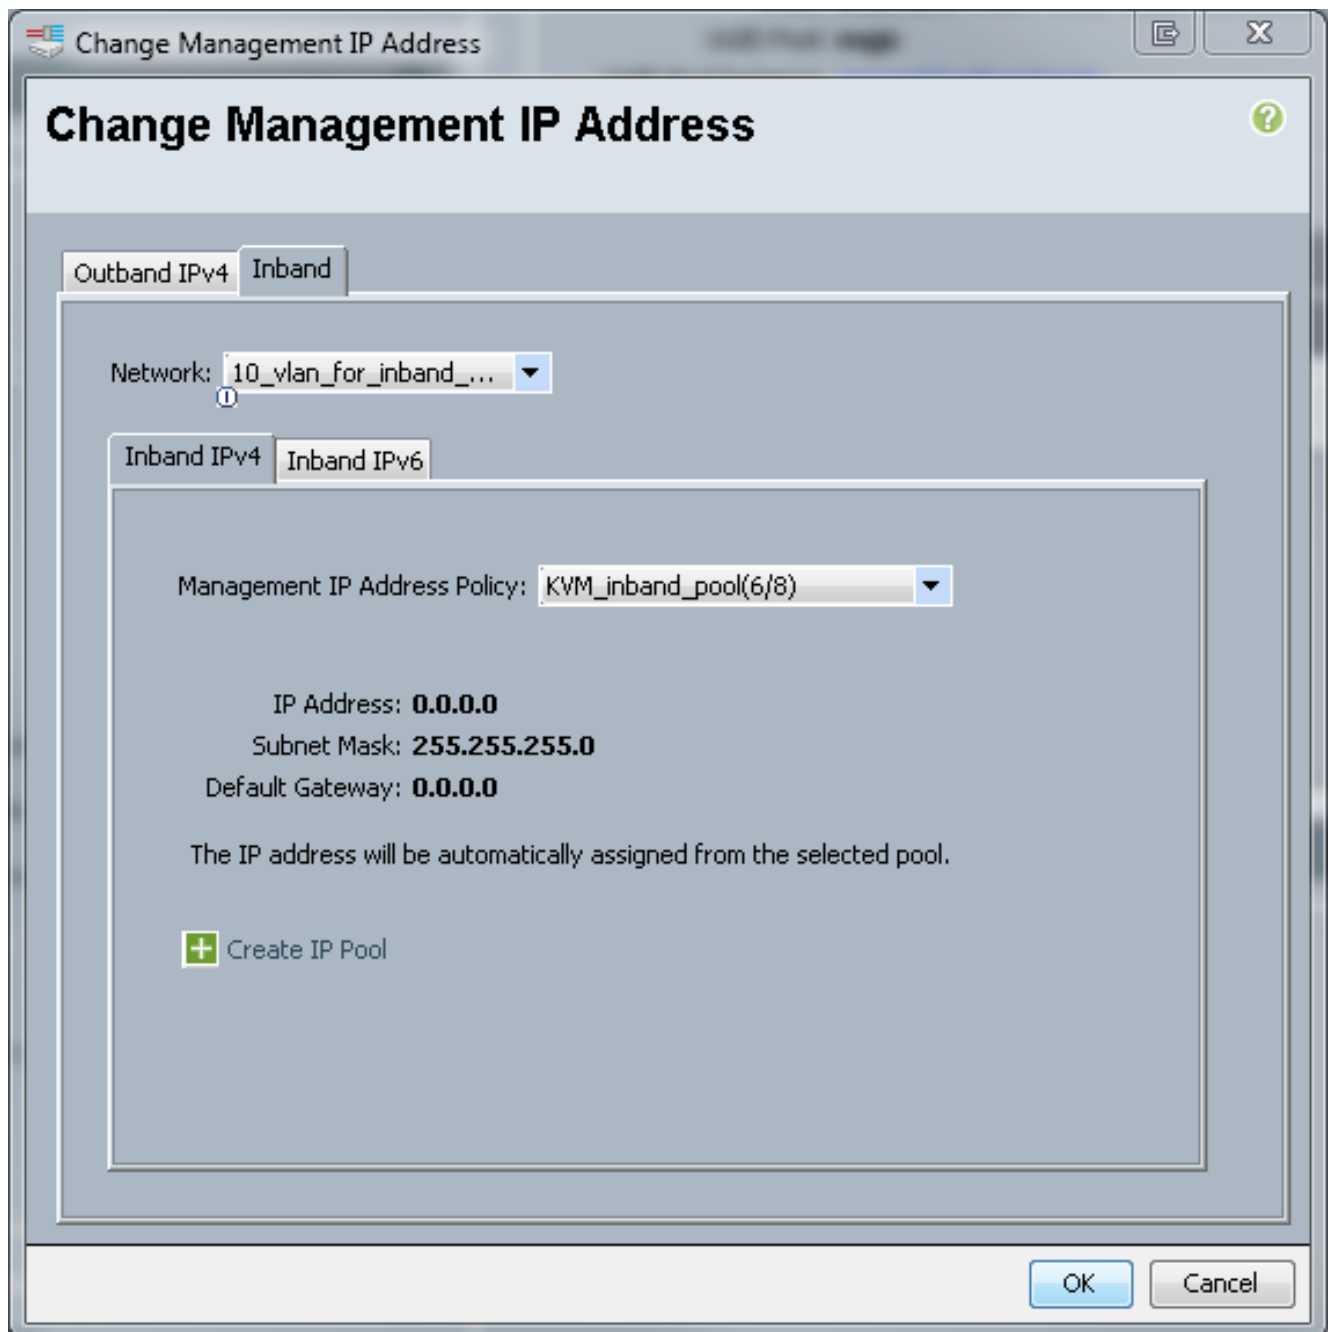 Change Management IP Address
Change Management IP Address
Outband IPv4 Inband
Network: 10_vlan_for_inband_...
Inband IPv4 Inband IPv6
Management IP Address Policy: KVM_inband_pool(6/8)
IP Address: 0.0.0.0
Subnet Mask: 255.255.255.0
Default Gateway: 0.0.0.0
The IP address will be automatically assigned from the selected pool.
Create IP Pool
OK Cancel